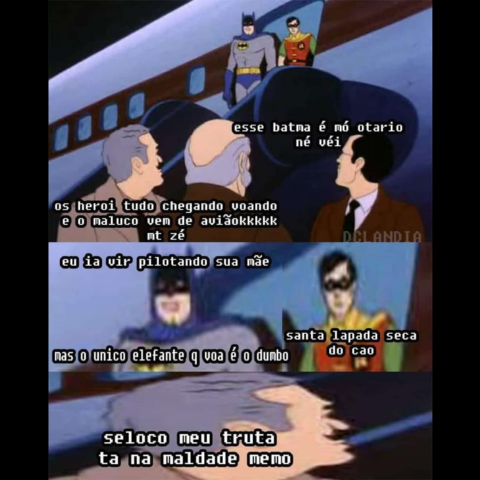 esse batma é mó otario
né véi
os heroi tudo chegando voando
e o maluco vem de aviãokkkkk
mt zé
DCLANDIA
eu ia vir pilotando sua mãe
mas o unico elefante q voa é o dumbo
santa lapada seca
do cao
seloco meu truta
ta na maldade memo